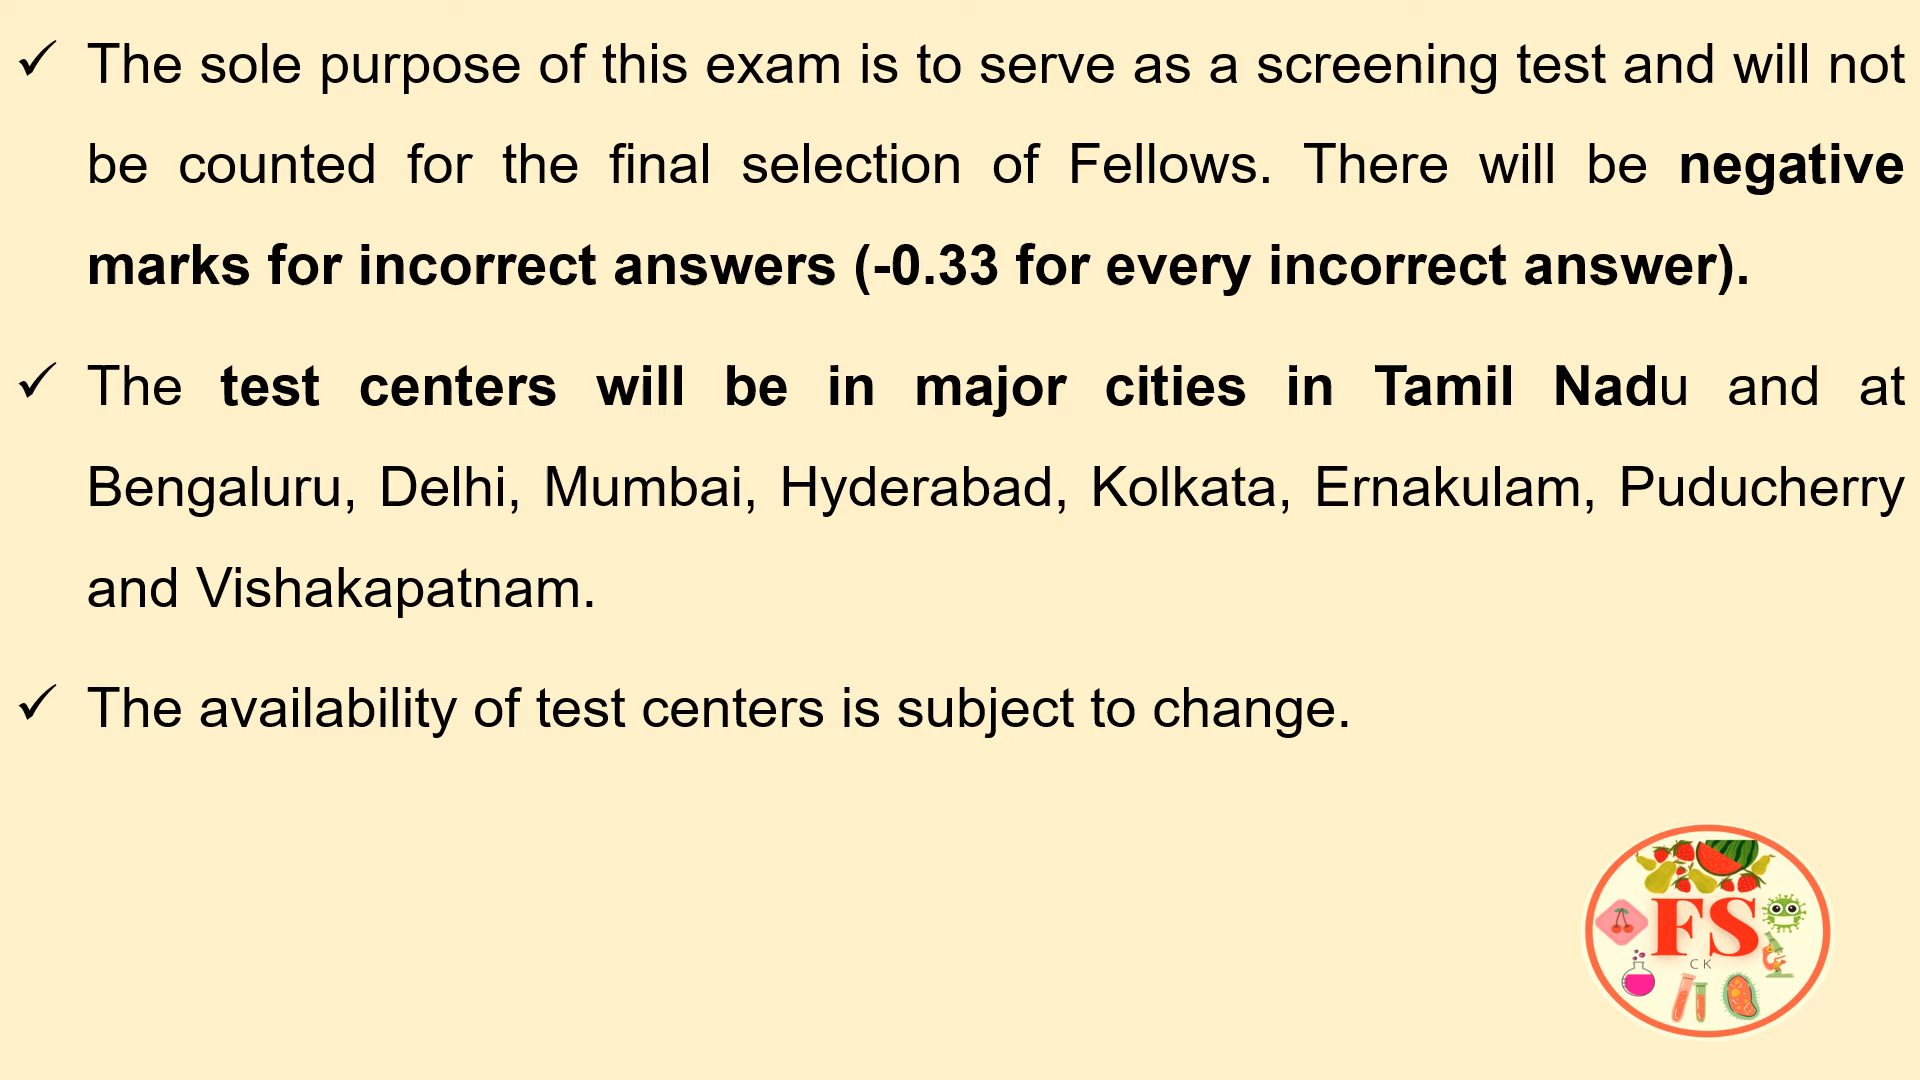 ✓ The sole purpose of this exam is to serve as a screening test and will not
be counted for the final selection of Fellows. There will be negative
marks for incorrect answers (-0.33 for every incorrect answer).
✓ The test centers will be in major cities in Tamil Nadu and at
Bengaluru, Delhi, Mumbai, Hyderabad, Kolkata, Ernakulam, Puducherry
and Vishakapatnam.
✓ The availability of test centers is subject to change.
FS
CK